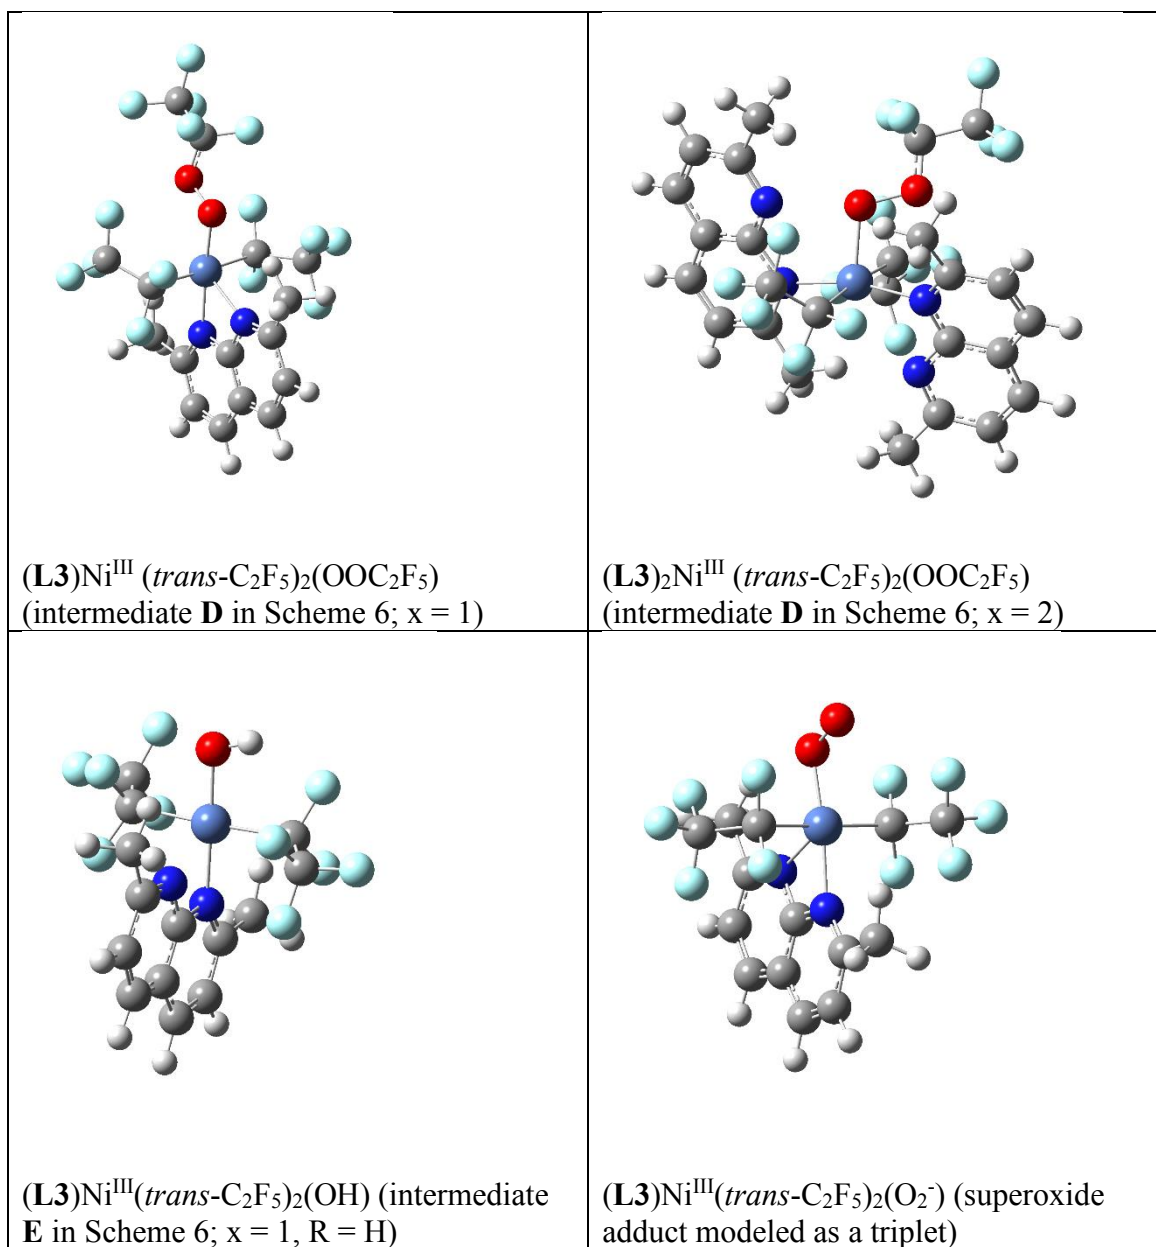 (L3)Ni^III (trans-C₂F₅)₂(OOC₂F₅)
(intermediate D in Scheme 6; x = 1)
(L3)₂Ni^III (trans-C₂F₅)₂(OOC₂F₅)
(intermediate D in Scheme 6; x = 2)
(L3)Ni^III(trans-C₂F₅)₂(OH) (intermediate
E in Scheme 6; x = 1, R = H)
(L3)Ni^III(trans-C₂F₅)₂(O₂⁻) (superoxide
adduct modeled as a triplet)